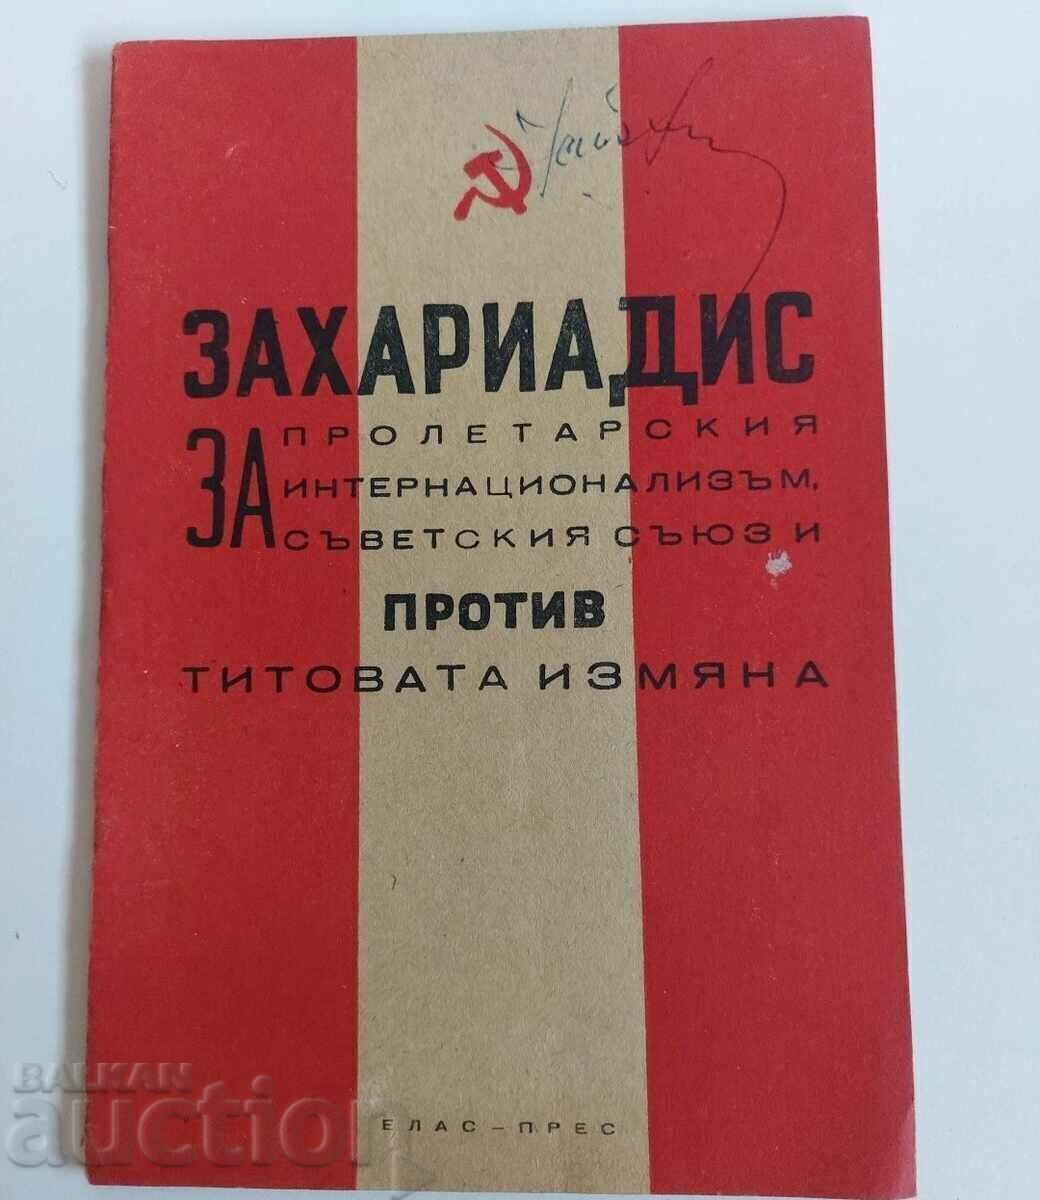 ЗАХАРИАДИС
ЗА ПРОЛЕТАРСКИЯ
ИНТЕРНАЦИОНАЛИЗЪМ,
СЪВЕТСКИЯ СЪЮЗ И
ПРОТИВ
ТИТОВАТА ИЗМЯНА
ЕЛАС – ПРЕС
BALKAN
auction